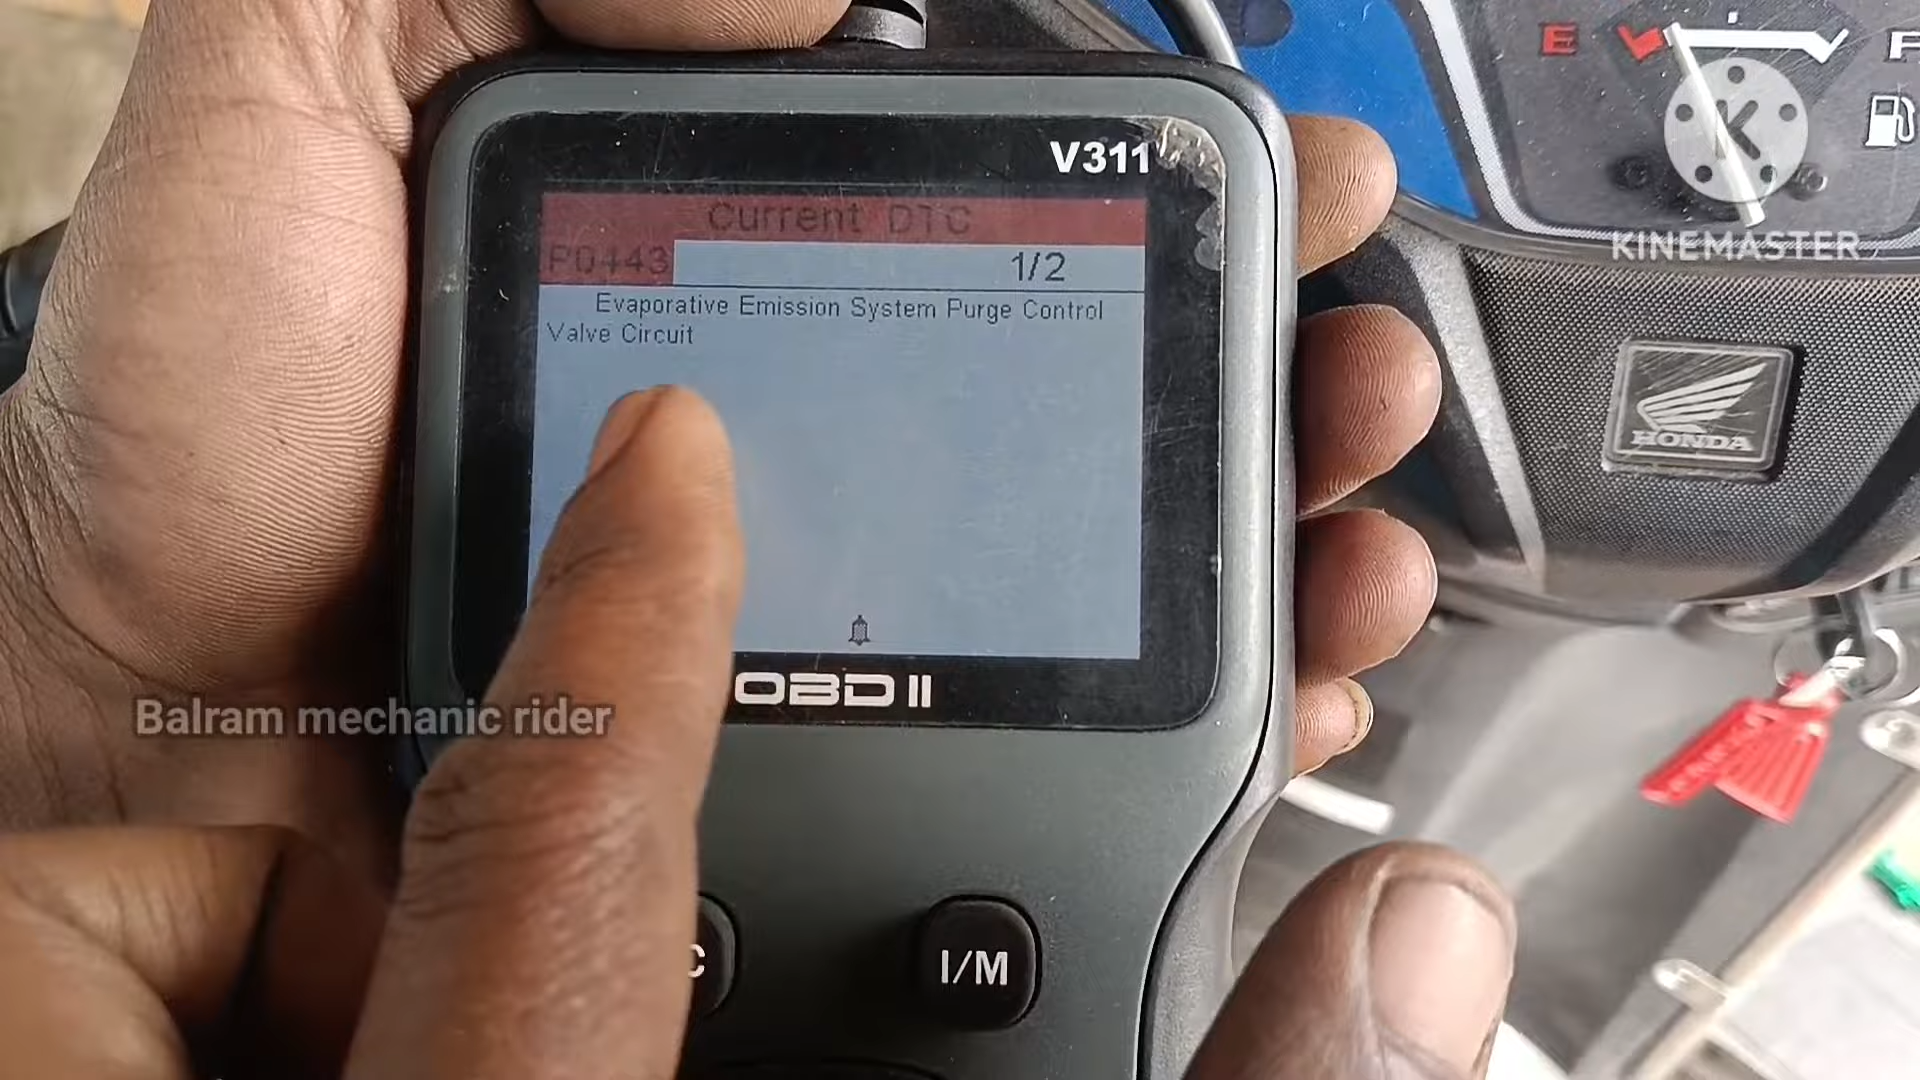 E
KINEMASTER
V311
Current DTC
P0443
1/2
Evaporative Emission System Purge Control
Valve Circuit
HONDA
OBD II
Balram mechanic rider
I/M